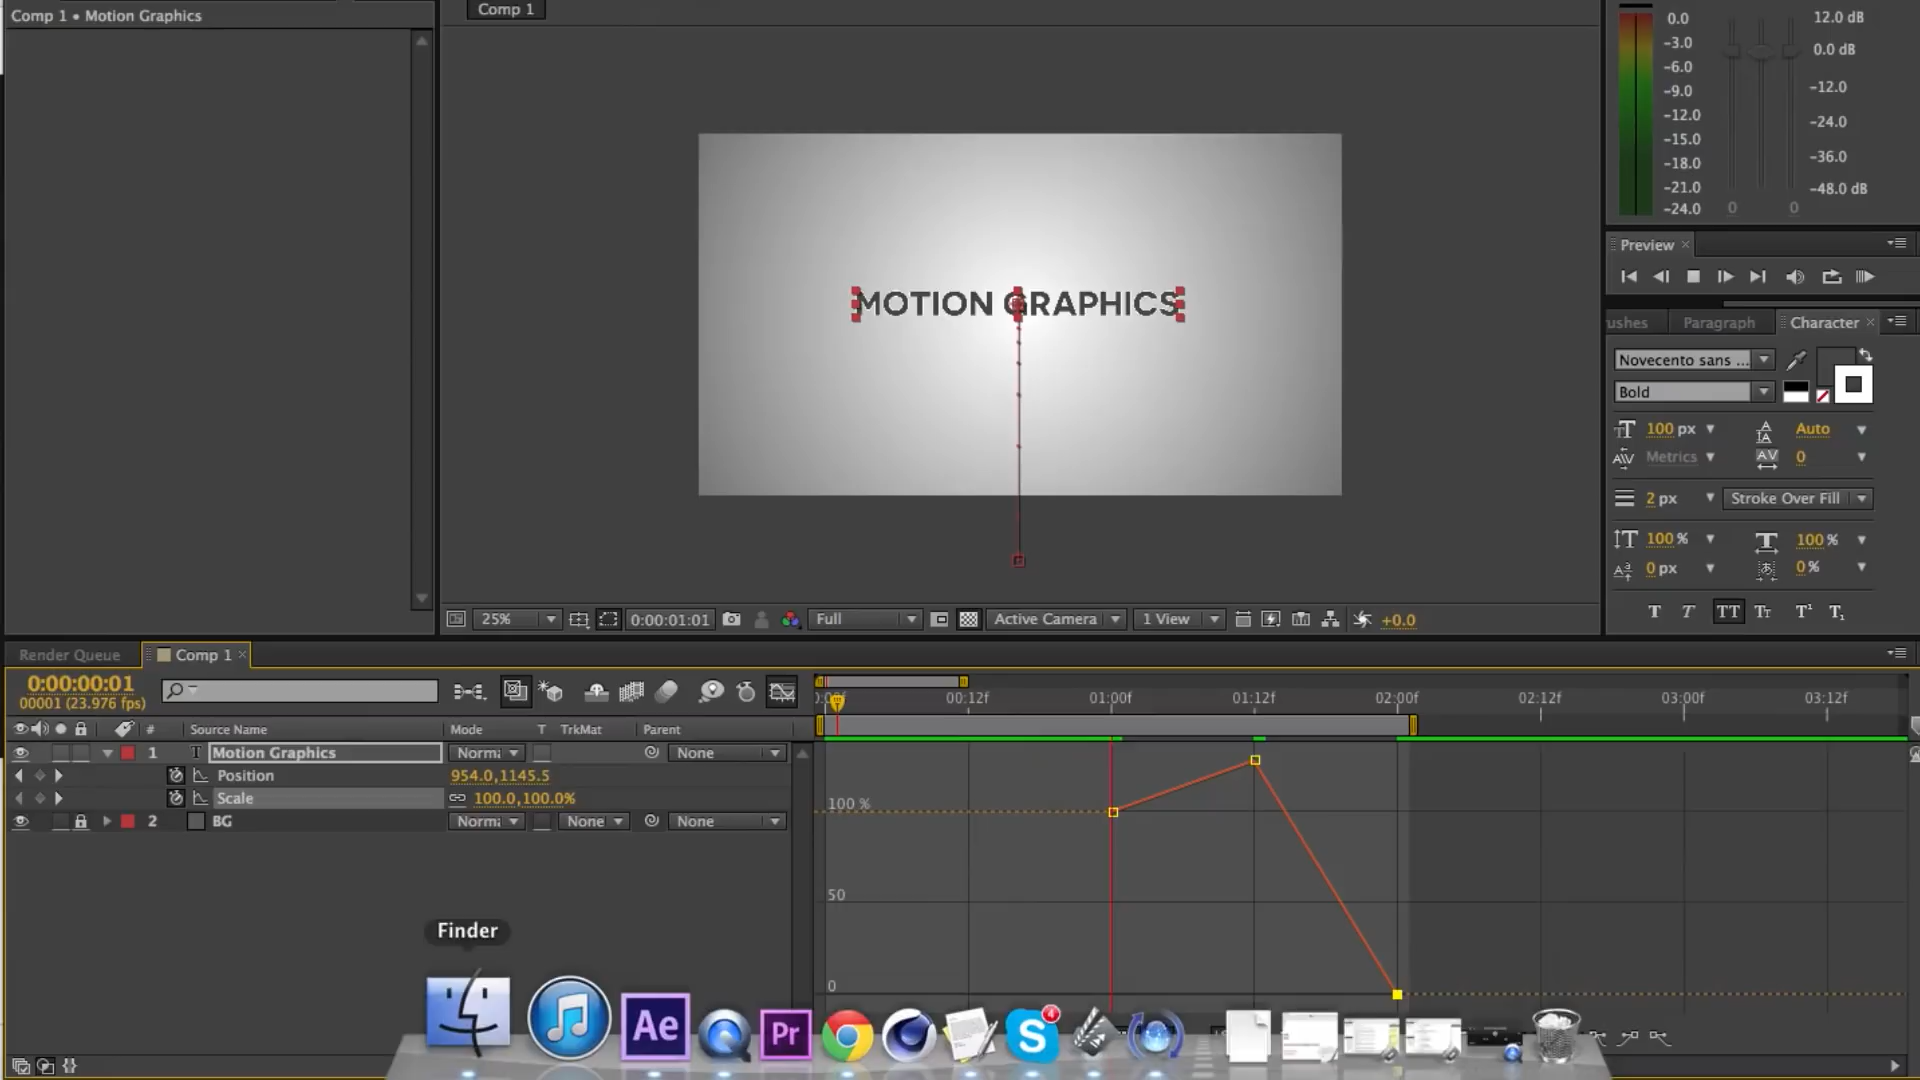 Comp 1 • Motion Graphics
Comp 1
MOTION GRAPHICS
25%
0:00:01:01
Full
Active Camera
1 View
+0.0
0.0
-3.0
-6.0
-9.0
-12.0
-15.0
-18.0
-21.0
-24.0
12.0 dB
0.0 dB
-12.0
-24.0
-36.0
-48.0 dB
0
0
Preview
ushes
Paragraph
Character
Novecento sans ...
Bold
100 px
Auto
Metrics
0
2 px
Stroke Over Fill
100 %
100 %
0 px
0 %
Render Queue
Comp 1
0:00:00:01
00001 (23.976 fps)
00:12f
01:00f
01:12f
02:00f
02:12f
03:00f
03:12f
#
Source Name
Mode
T
TrkMat
Parent
1
T
Motion Graphics
Norma
None
Position
954.0,1145.5
Scale
100.0,100.0%
2
BG
Norma
None
None
100 %
50
0
Finder
Ae
Pr
4